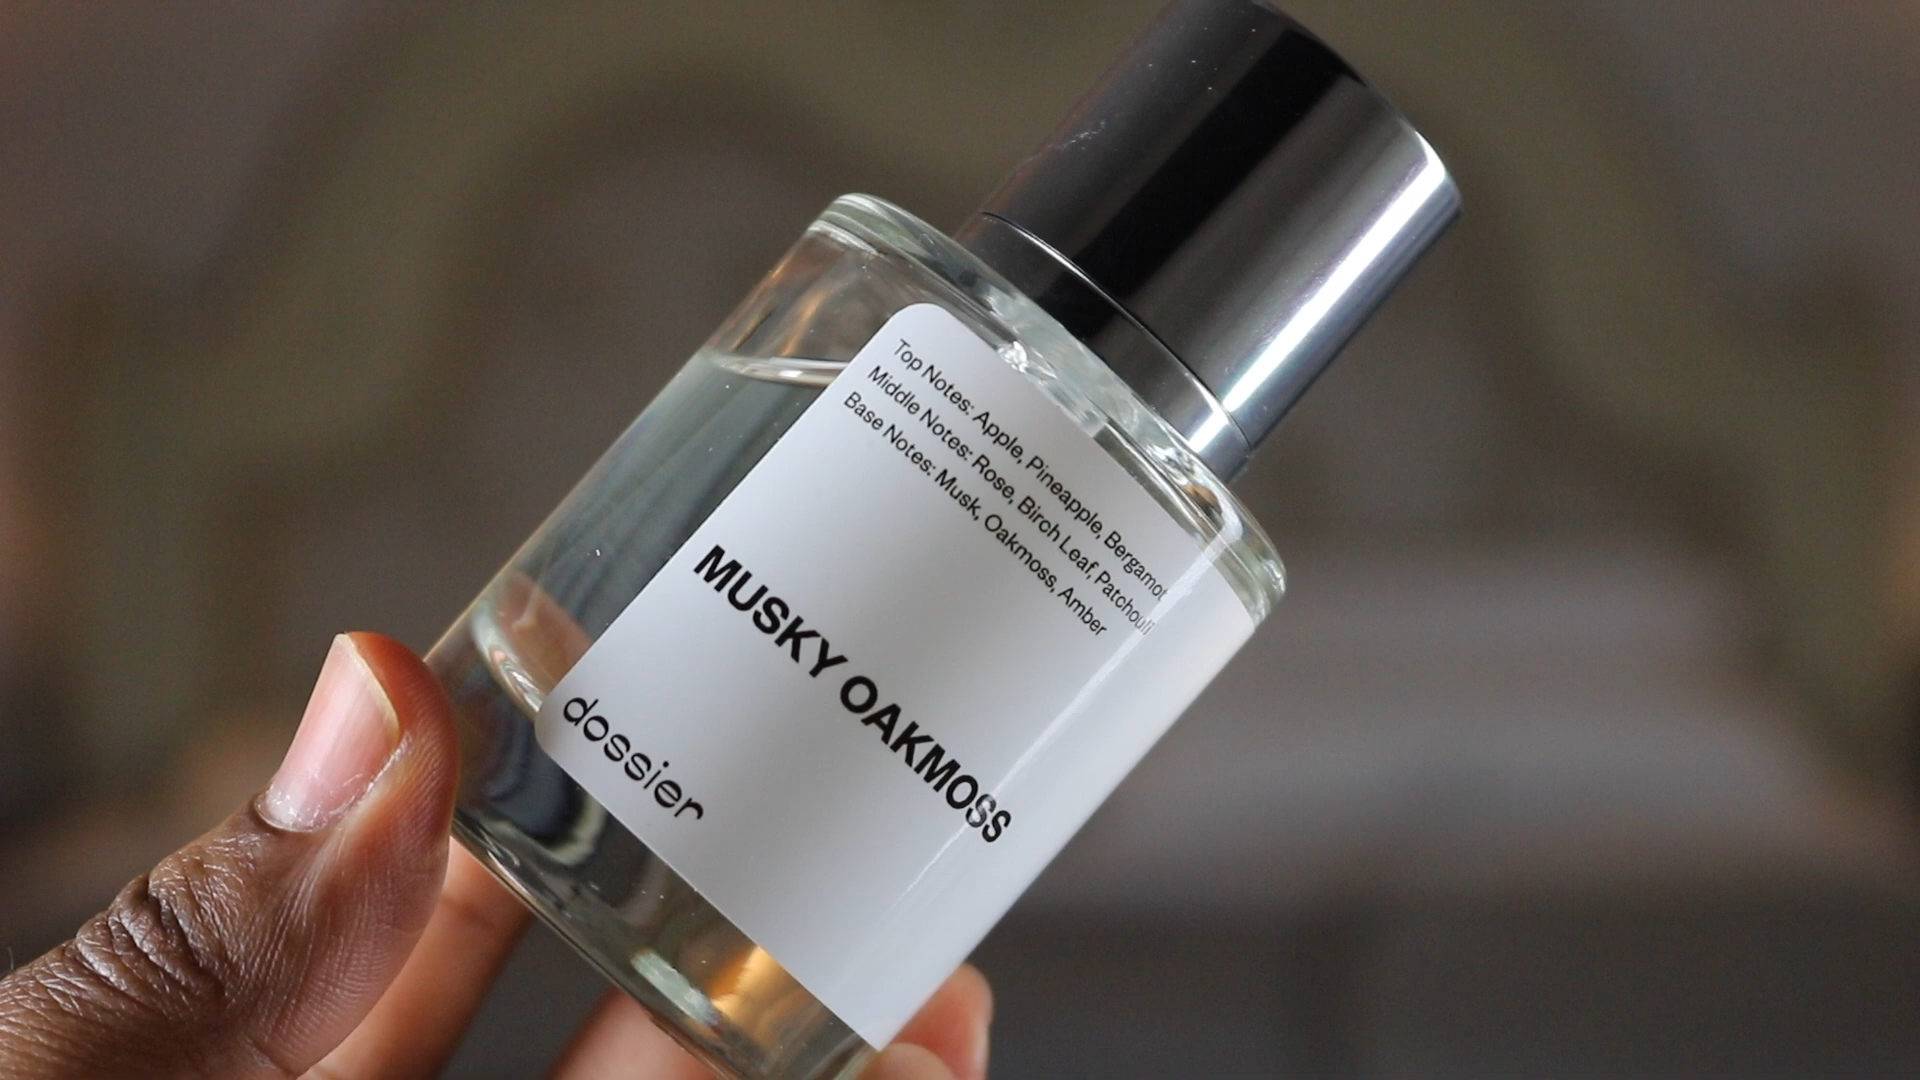 Top Notes: Apple, Pineapple, Bergamot
Middle Notes: Rose, Birch Leaf, Patchouli
Base Notes: Musk, Oakmoss, Amber
MUSKY OAKMOSS
dossier